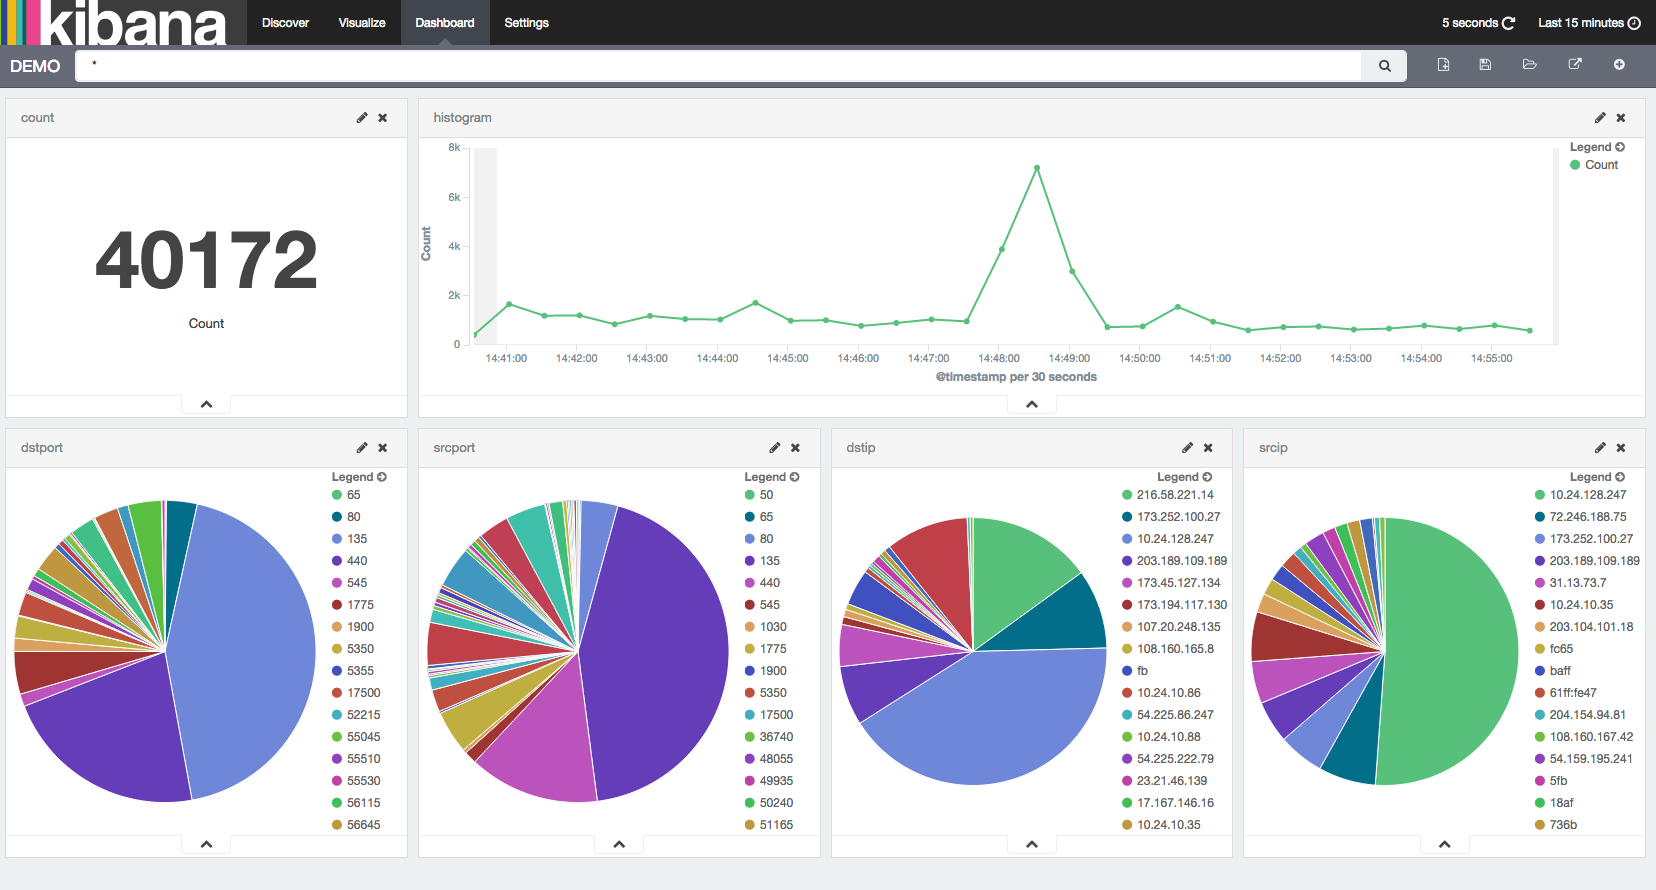 kibana Discover Visualize Dashboard Settings 5 seconds Last 15 minutes
DEMO *
count
40172
Count
histogram
Legend
Count
8k
6k
4k
2k
0
Count
14:41:00 14:42:00 14:43:00 14:44:00 14:45:00 14:46:00 14:47:00 14:48:00 14:49:00 14:50:00 14:51:00 14:52:00 14:53:00 14:54:00 14:55:00
@timestamp per 30 seconds
dstport
Legend
65
80
135
440
545
1775
1900
5350
5355
17500
52215
55045
55510
55530
56115
56645
srcport
Legend
50
65
80
135
440
545
1030
1775
1900
5350
17500
36740
48055
49935
50240
51165
dstip
Legend
216.58.221.14
173.252.100.27
10.24.128.247
203.189.109.189
173.45.127.134
173.194.117.130
107.20.248.135
108.160.165.8
fb
10.24.10.86
54.225.86.247
10.24.10.88
54.225.222.79
23.21.46.139
17.167.146.16
10.24.10.35
srcip
Legend
10.24.128.247
72.246.188.75
173.252.100.27
203.189.109.189
31.13.73.7
10.24.10.35
203.104.101.18
fc65
baff
61ff:fe47
204.154.94.81
108.160.167.42
54.159.195.241
5fb
18af
736b